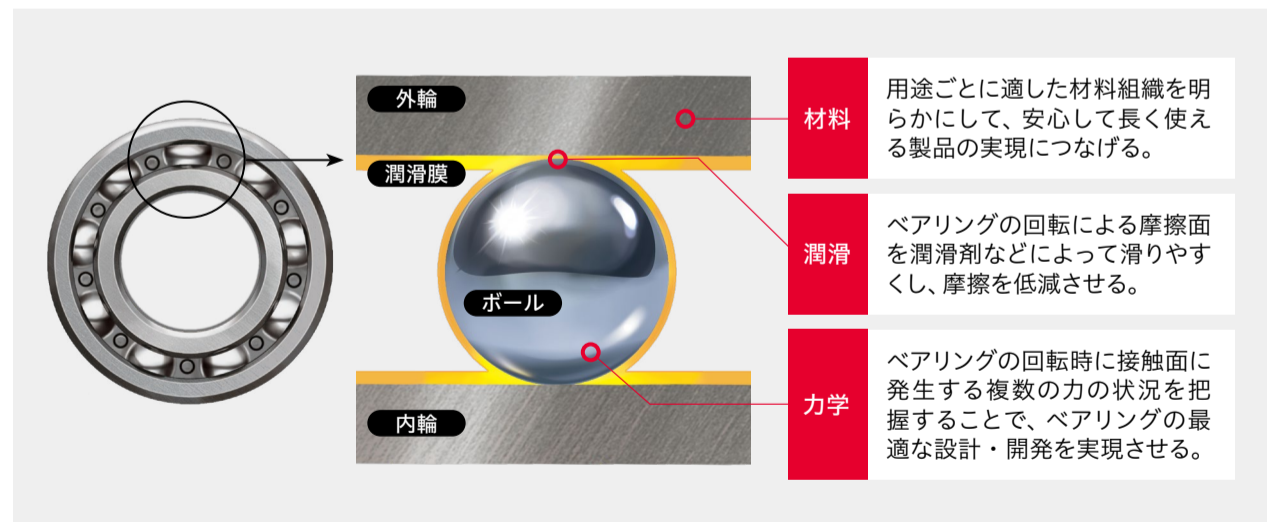 外輪
潤滑膜
ボール
内輪
材料
用途ごとに適した材料組織を明
らかにして、安心して長く使え
る製品の実現につなげる。
潤滑
ベアリングの回転による摩擦面
を潤滑剤などによって滑りやす
くし、摩擦を低減させる。
力学
ベアリングの回転時に接触面に
発生する複数の力の状況を把
握することで、ベアリングの最
適な設計・開発を実現させる。